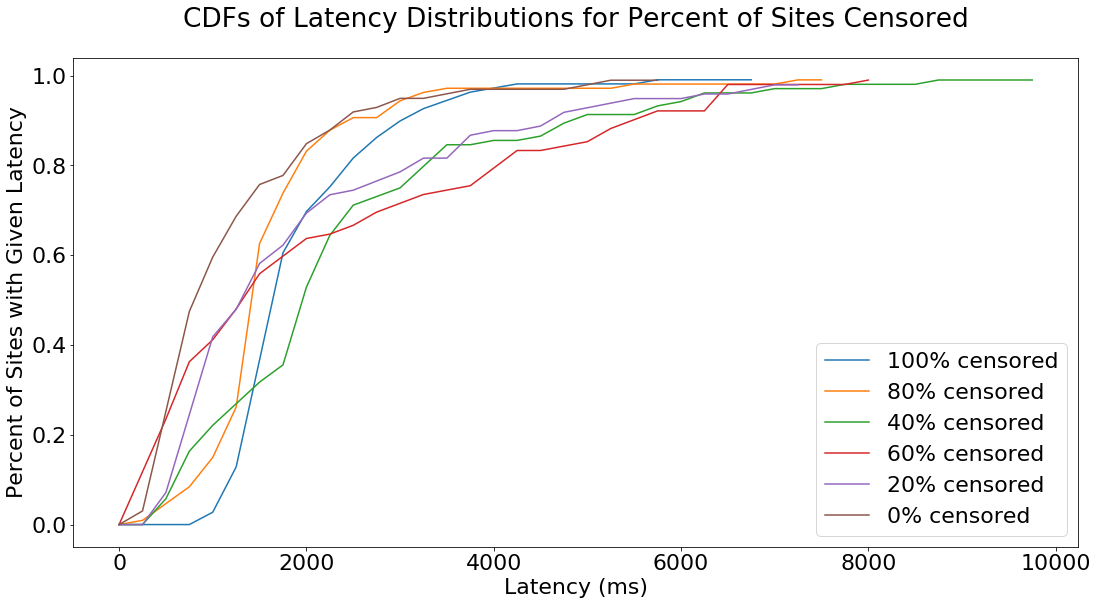 CDFs of Latency Distributions for Percent of Sites Censored
Percent of Sites with Given Latency
1.0
0.8
0.6
0.4
0.2
0.0
100% censored
80% censored
40% censored
60% censored
20% censored
0% censored
0 2000 4000 6000 8000 10000
Latency (ms)